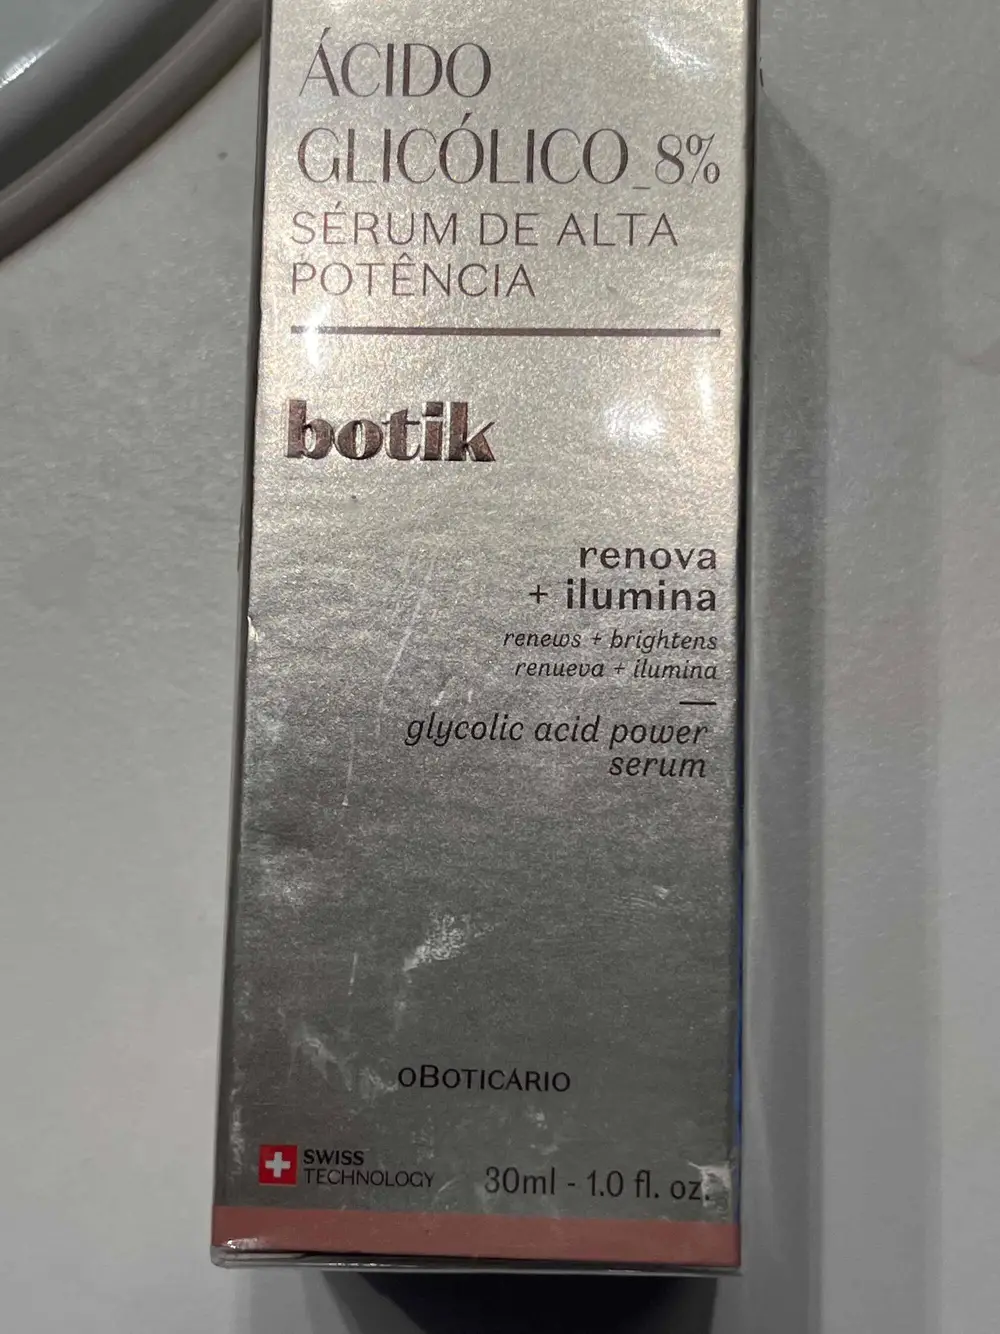 ÁCIDO
GLICÓLICO_8%
SÉRUM DE ALTA
POTÊNCIA
botik
renova
+ ilumina
renews + brightens
renueva + ilumina
glycolic acid power
serum
oBOTICÁRIO
SWISS
TECHNOLOGY
30ml - 1.0 fl. oz.